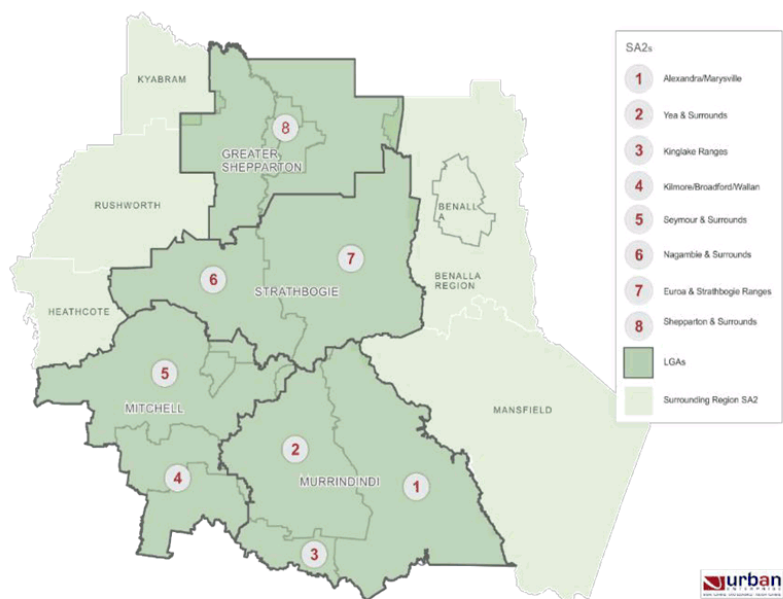 KYABRAM
8
GREATER
SHEPPARTON
RUSHWORTH
BENALL
A
7
6
STRATHBOGIE
BENALLA
REGION
HEATHCOTE
5
MITCHELL
MANSFIELD
2
4
MURRINDINDI
1
3
SA2s
1 Alexandra/Marysville
2 Yea & Surrounds
3 Kinglake Ranges
4 Kilmore/Broadford/Wallan
5 Seymour & Surrounds
6 Nagambie & Surrounds
7 Euroa & Strathbogie Ranges
8 Shepparton & Surrounds
LGAs
Surrounding Region SA2
urban
ENTERPRISE